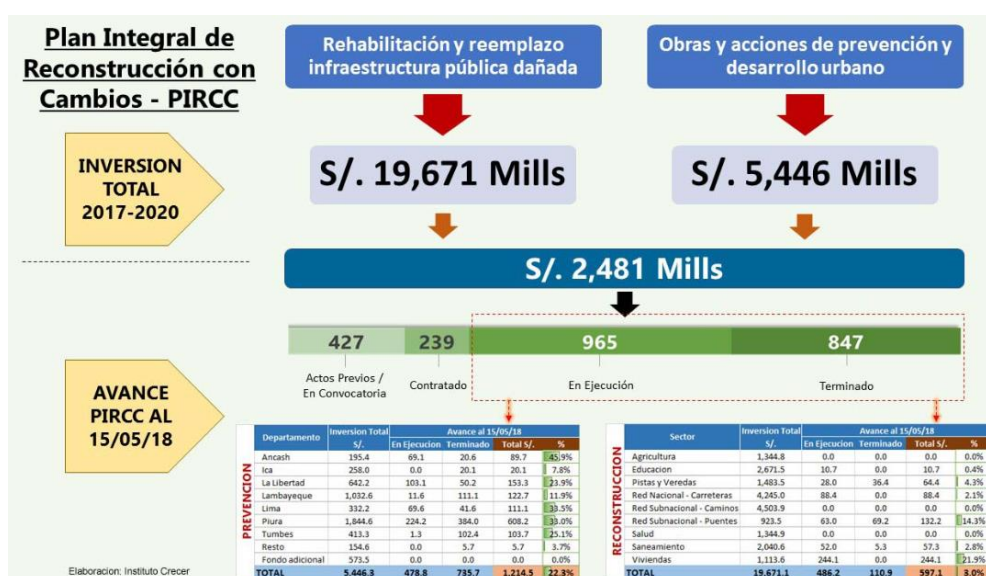 Plan Integral de
Reconstrucción con
Cambios - PIRCC
Rehabilitación y reemplazo
infraestructura pública dañada
Obras y acciones de prevención y
desarrollo urbano
INVERSION
TOTAL
2017-2020
S/. 19,671 Mills
S/. 5,446 Mills
S/. 2,481 Mills
427 239 965 847
Actos Previos /
En Convocatoria
Contratado
En Ejecución
Terminado
AVANCE
PIRCC AL
15/05/18
PREVENCION
Departamento Inversion Total Avance al 15/05/18
S/. En Ejecucion Terminado Total S/. %
Ancash 195.4 69.1 20.6 89.7 45.9%
Ica 258.0 0.0 20.1 20.1 7.8%
La Libertad 642.2 103.1 50.2 153.3 23.9%
Lambayeque 1,032.6 11.6 111.1 122.7 11.9%
Lima 332.2 69.6 41.6 111.1 33.5%
Piura 1,844.6 224.2 384.0 608.2 33.0%
Tumbes 413.3 1.3 102.4 103.7 25.1%
Resto 154.6 0.0 5.7 5.7 3.7%
Fondo adicional 573.5 0.0 0.0 0.0 0.0%
TOTAL 5,446.3 478.8 735.7 1,214.5 22.3%
RECONSTRUCCION
Sector Inversion Total Avance al 15/05/18
S/. En Ejecucion Terminado Total S/. %
Agricultura 1,344.8 0.0 0.0 0.0 0.0%
Educacion 2,671.5 10.7 0.0 10.7 0.4%
Pistas y Veredas 1,483.5 28.0 36.4 64.4 4.3%
Red Nacional - Carreteras 4,245.0 88.4 0.0 88.4 2.1%
Red Subnacional - Caminos 4,503.9 0.0 0.0 0.0 0.0%
Red Subnacional - Puentes 923.5 63.0 69.2 132.2 14.3%
Salud 1,344.9 0.0 0.0 0.0 0.0%
Saneamiento 2,040.6 52.0 5.3 57.3 2.8%
Viviendas 1,113.6 244.1 0.0 244.1 21.9%
TOTAL 19,671.1 486.2 110.9 597.1 3.0%
Elaboracion: Instituto Crecer